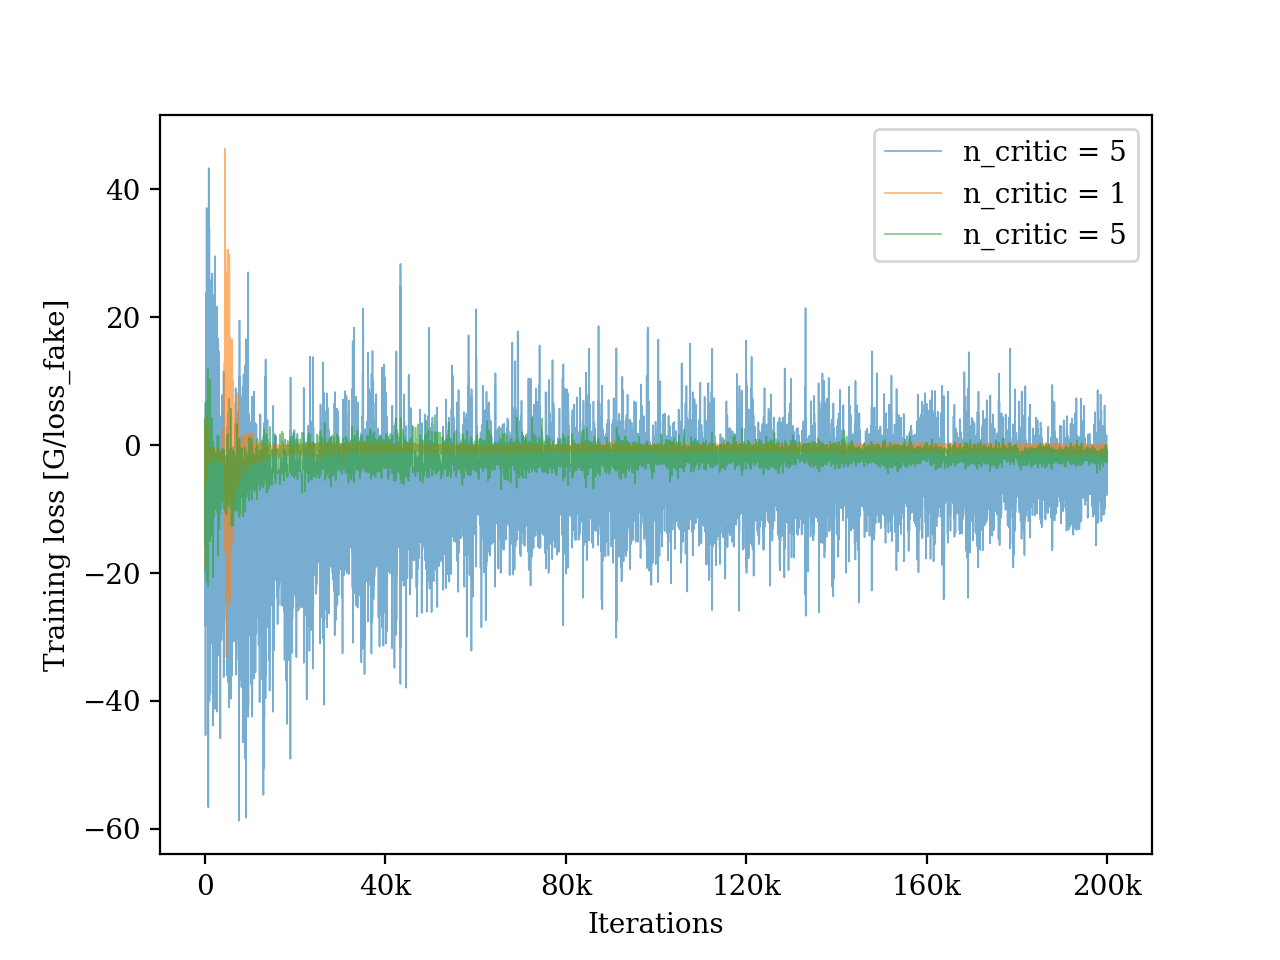 n_critic = 5
n_critic = 1
n_critic = 5
40
20
0
−20
−40
−60
Training loss [G/loss_fake]
0 40k 80k 120k 160k 200k
Iterations